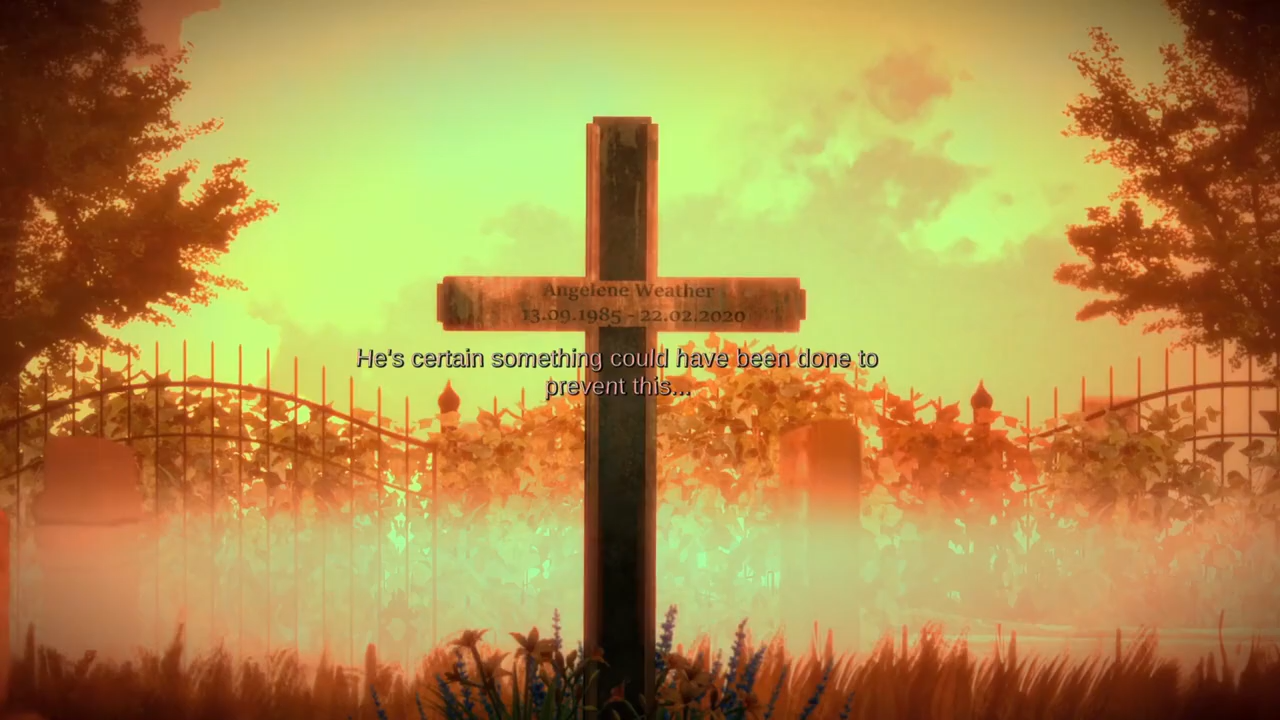 Angelene Weather
13.09.1985 - 22.02.2020
He's certain something could have been done to
prevent this...